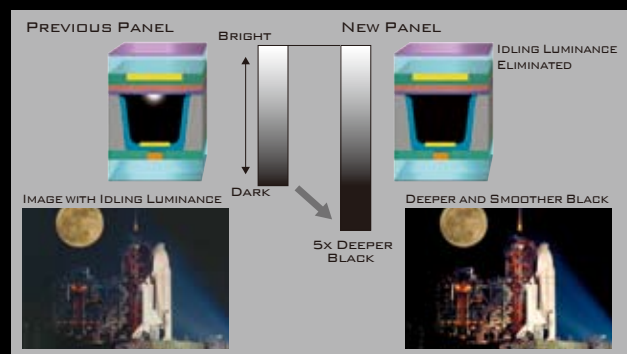 PREVIOUS PANEL
BRIGHT
DARK
NEW PANEL
IDLING LUMINANCE
ELIMINATED
IMAGE WITH IDLING LUMINANCE
5X DEEPER
BLACK
DEEPER AND SMOOTHER BLACK